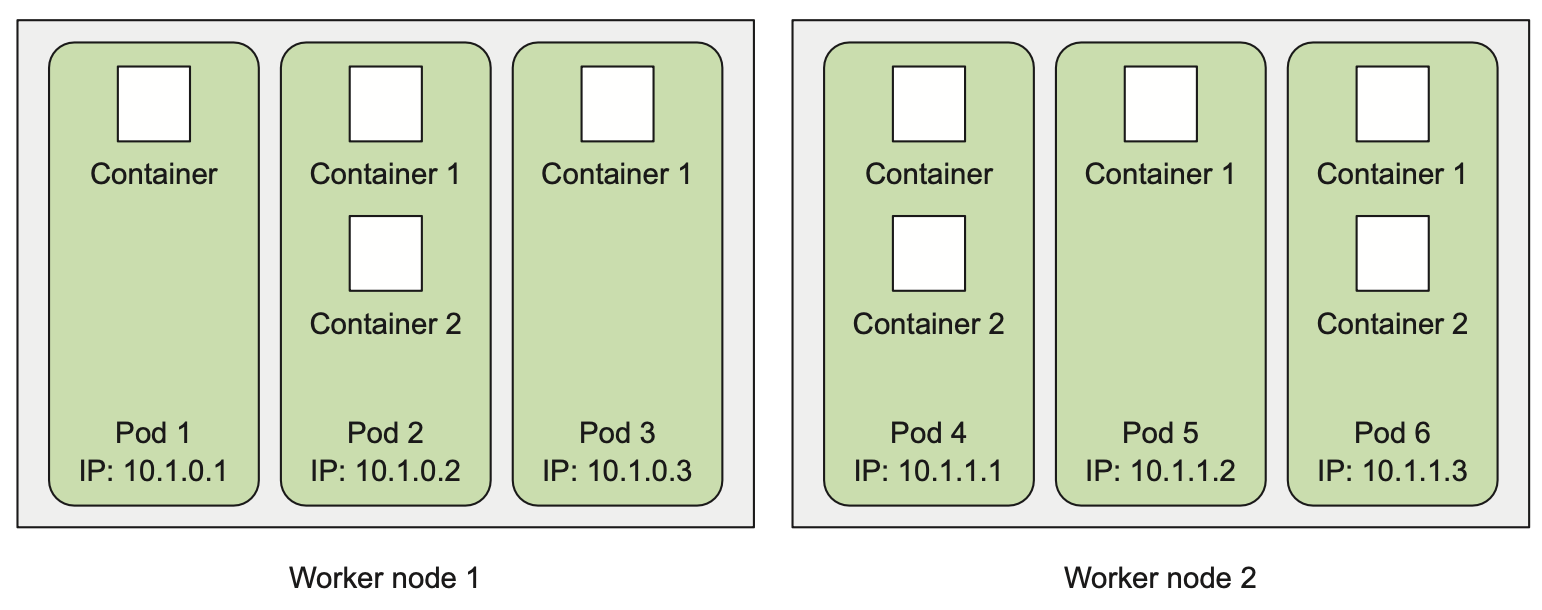 Container
Container 1
Container 2
Container 1
Pod 1
IP: 10.1.0.1
Pod 2
IP: 10.1.0.2
Pod 3
IP: 10.1.0.3
Worker node 1
Container
Container 2
Container 1
Container 1
Container 2
Pod 4
IP: 10.1.1.1
Pod 5
IP: 10.1.1.2
Pod 6
IP: 10.1.1.3
Worker node 2